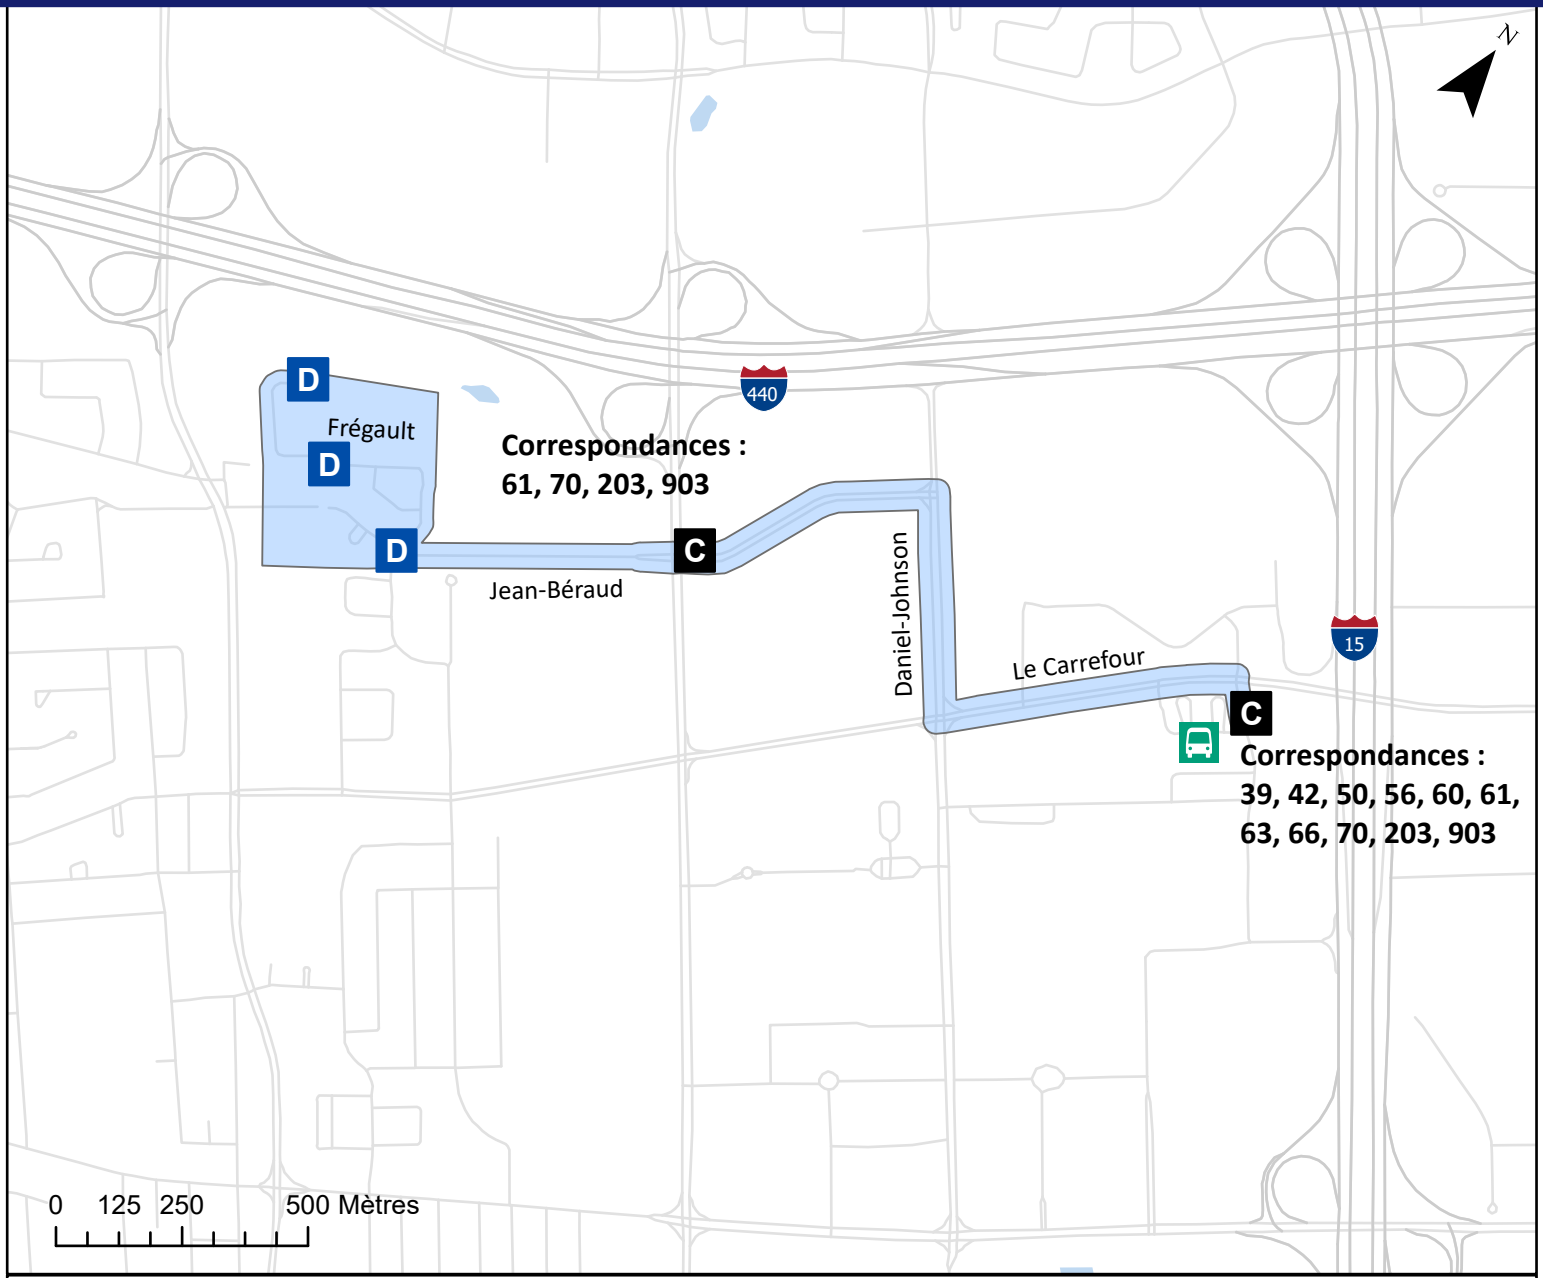 N
D
Frégault
D
440
Correspondances :
61, 70, 203, 903
D
C
Jean-Béraud
Daniel-Johnson
15
Le Carrefour
C
Correspondances :
39, 42, 50, 56, 60, 61,
63, 66, 70, 203, 903
0 125 250 500 Mètres